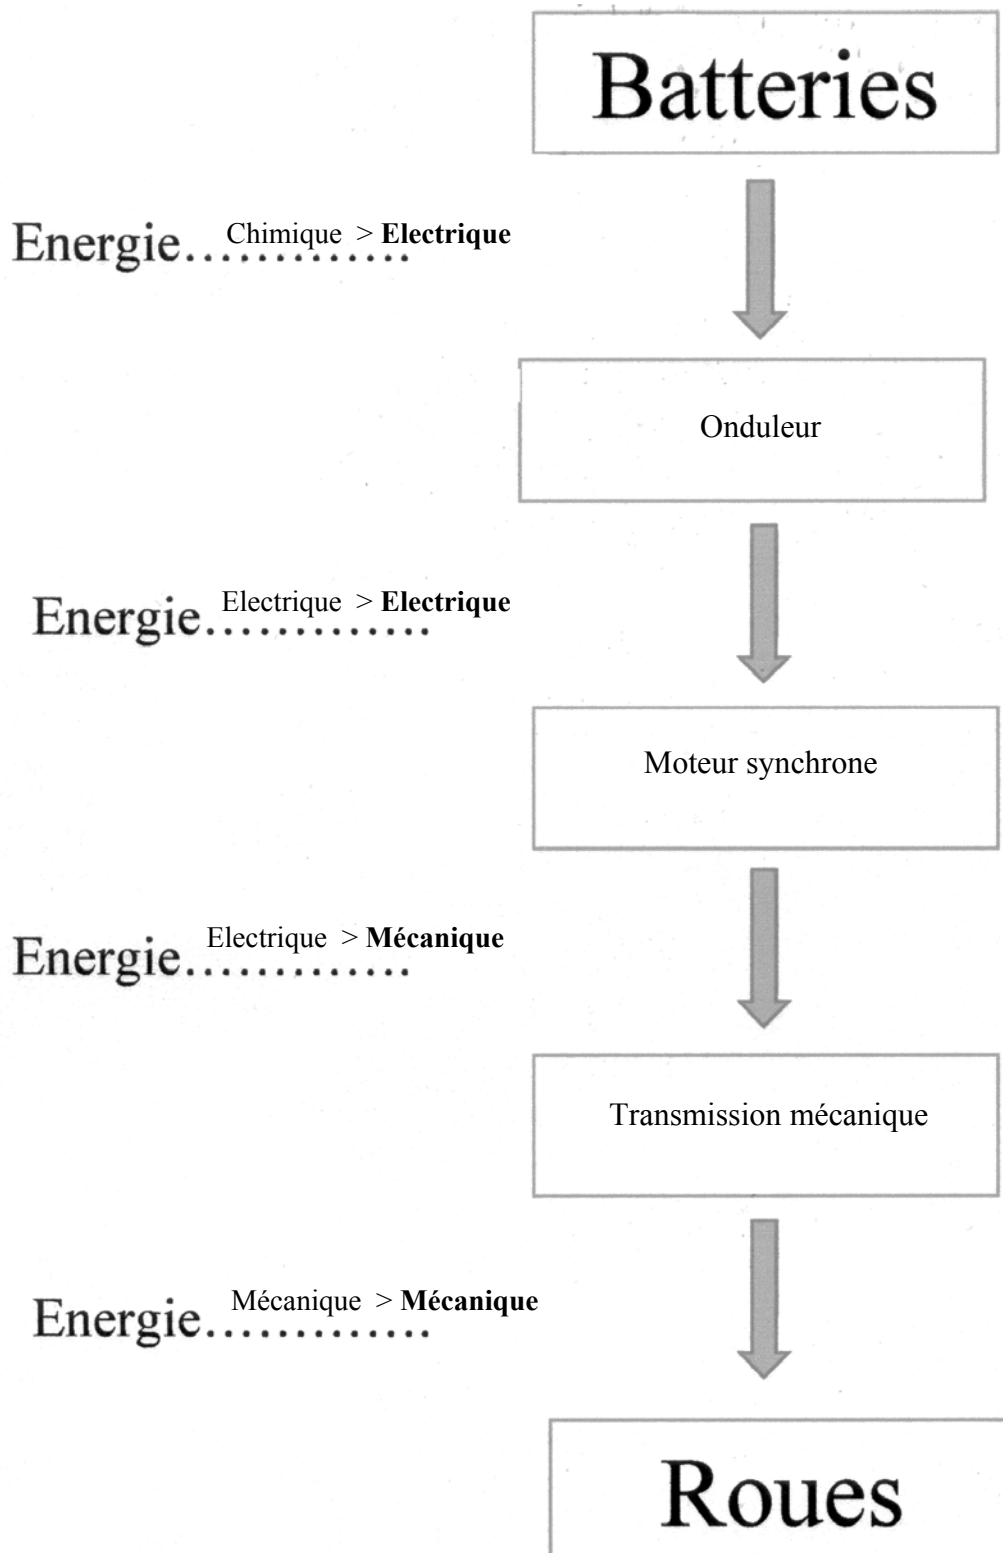 Batteries
Energie............. Chimique > Electrique
Onduleur
Energie............. Electrique > Electrique
Moteur synchrone
Energie............. Electrique > Mécanique
Transmission mécanique
Energie............. Mécanique > Mécanique
Roues